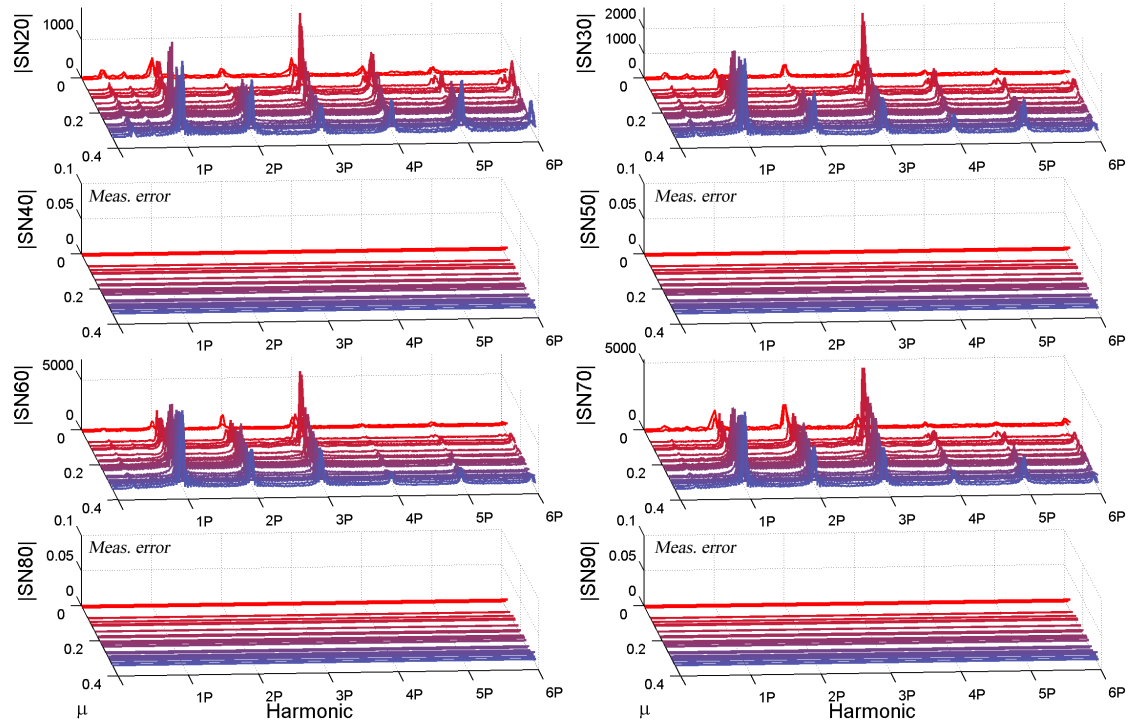 |SN20|
1000
0
0
0.2
0.4
1P
2P
3P
4P
5P
6P
|SN30|
2000
1000
0
0
0.2
0.4
1P
2P
3P
4P
5P
6P
|SN40|
0.1
0.05
0
0
0.2
0.4
Meas. error
1P
2P
3P
4P
5P
6P
|SN50|
0.1
0.05
0
0
0.2
0.4
Meas. error
1P
2P
3P
4P
5P
6P
|SN60|
5000
0
0
0.2
0.4
1P
2P
3P
4P
5P
6P
|SN70|
5000
0
0
0.2
0.4
1P
2P
3P
4P
5P
6P
|SN80|
0.1
0.05
0
0
0.2
0.4
Meas. error
1P
2P
3P
4P
5P
6P
μ
Harmonic
|SN90|
0.1
0.05
0
0
0.2
0.4
Meas. error
1P
2P
3P
4P
5P
6P
μ
Harmonic